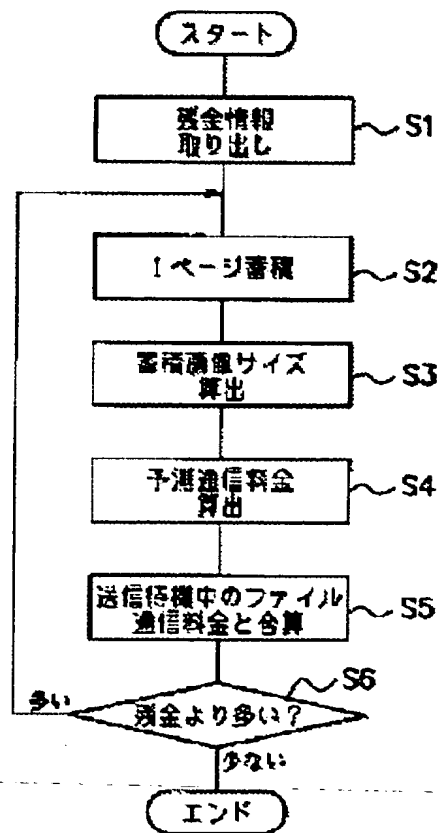 スタート
残金情報
取り出し
S1
1ページ蓄積
S2
蓄積画像サイズ
算出
S3
予測通信料金
算出
S4
送信待機中のファイル
通信料金と合算
S5
S6
残金より多い?
多い
少ない
エンド